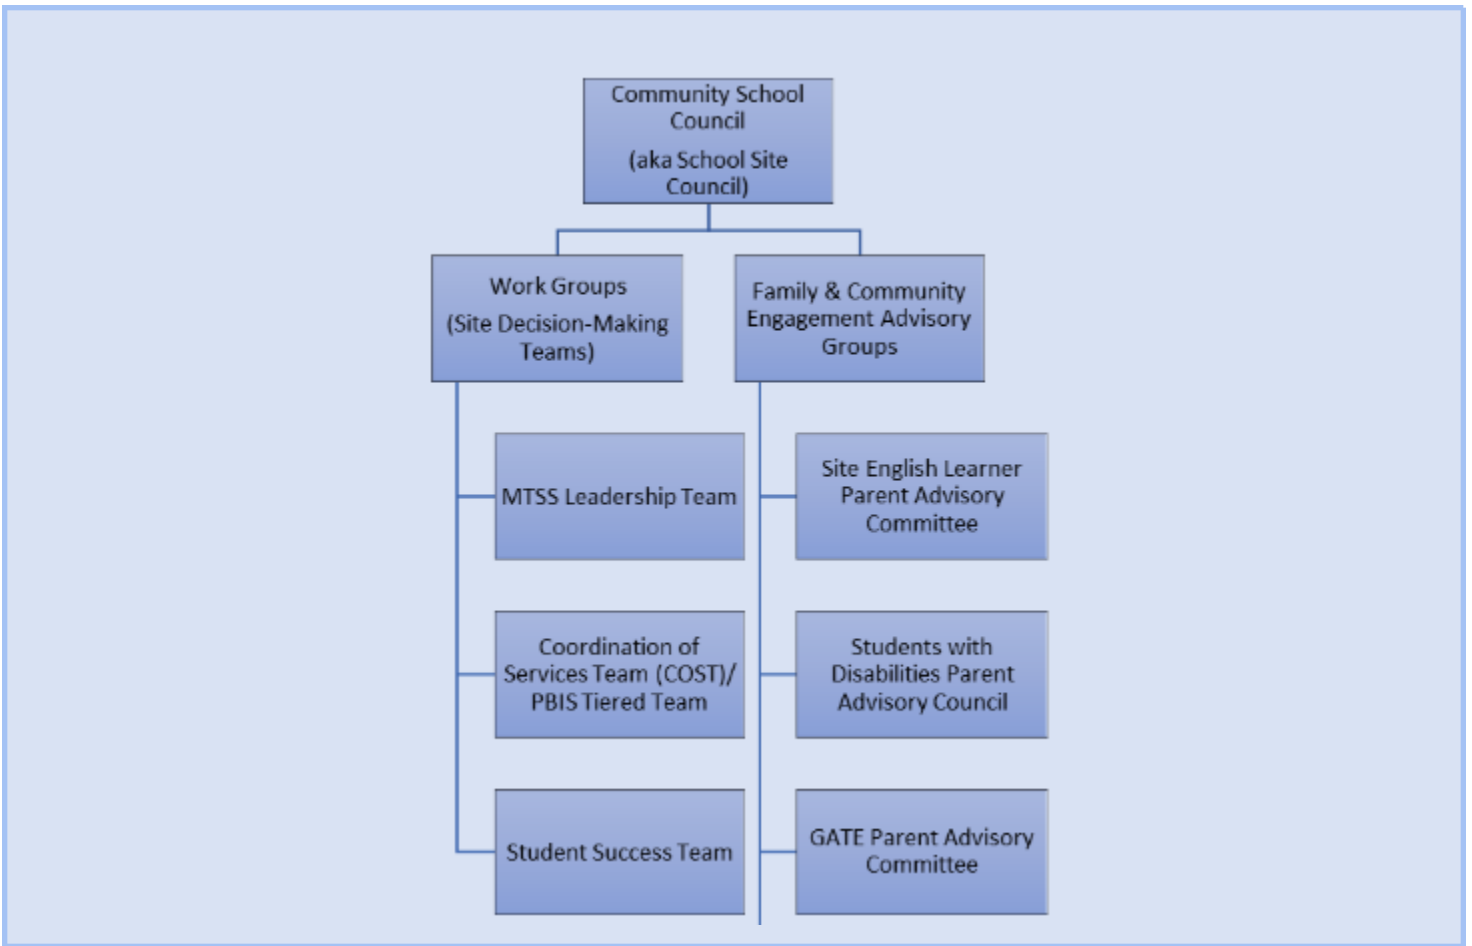 Community School
Council
(aka School Site
Council)
Work Groups
(Site Decision-Making
Teams)
Family & Community
Engagement Advisory
Groups
MTSS Leadership Team
Site English Learner
Parent Advisory
Committee
Coordination of
Services Team (COST)/
PBIS Tiered Team
Students with
Disabilities Parent
Advisory Council
Student Success Team
GATE Parent Advisory
Committee